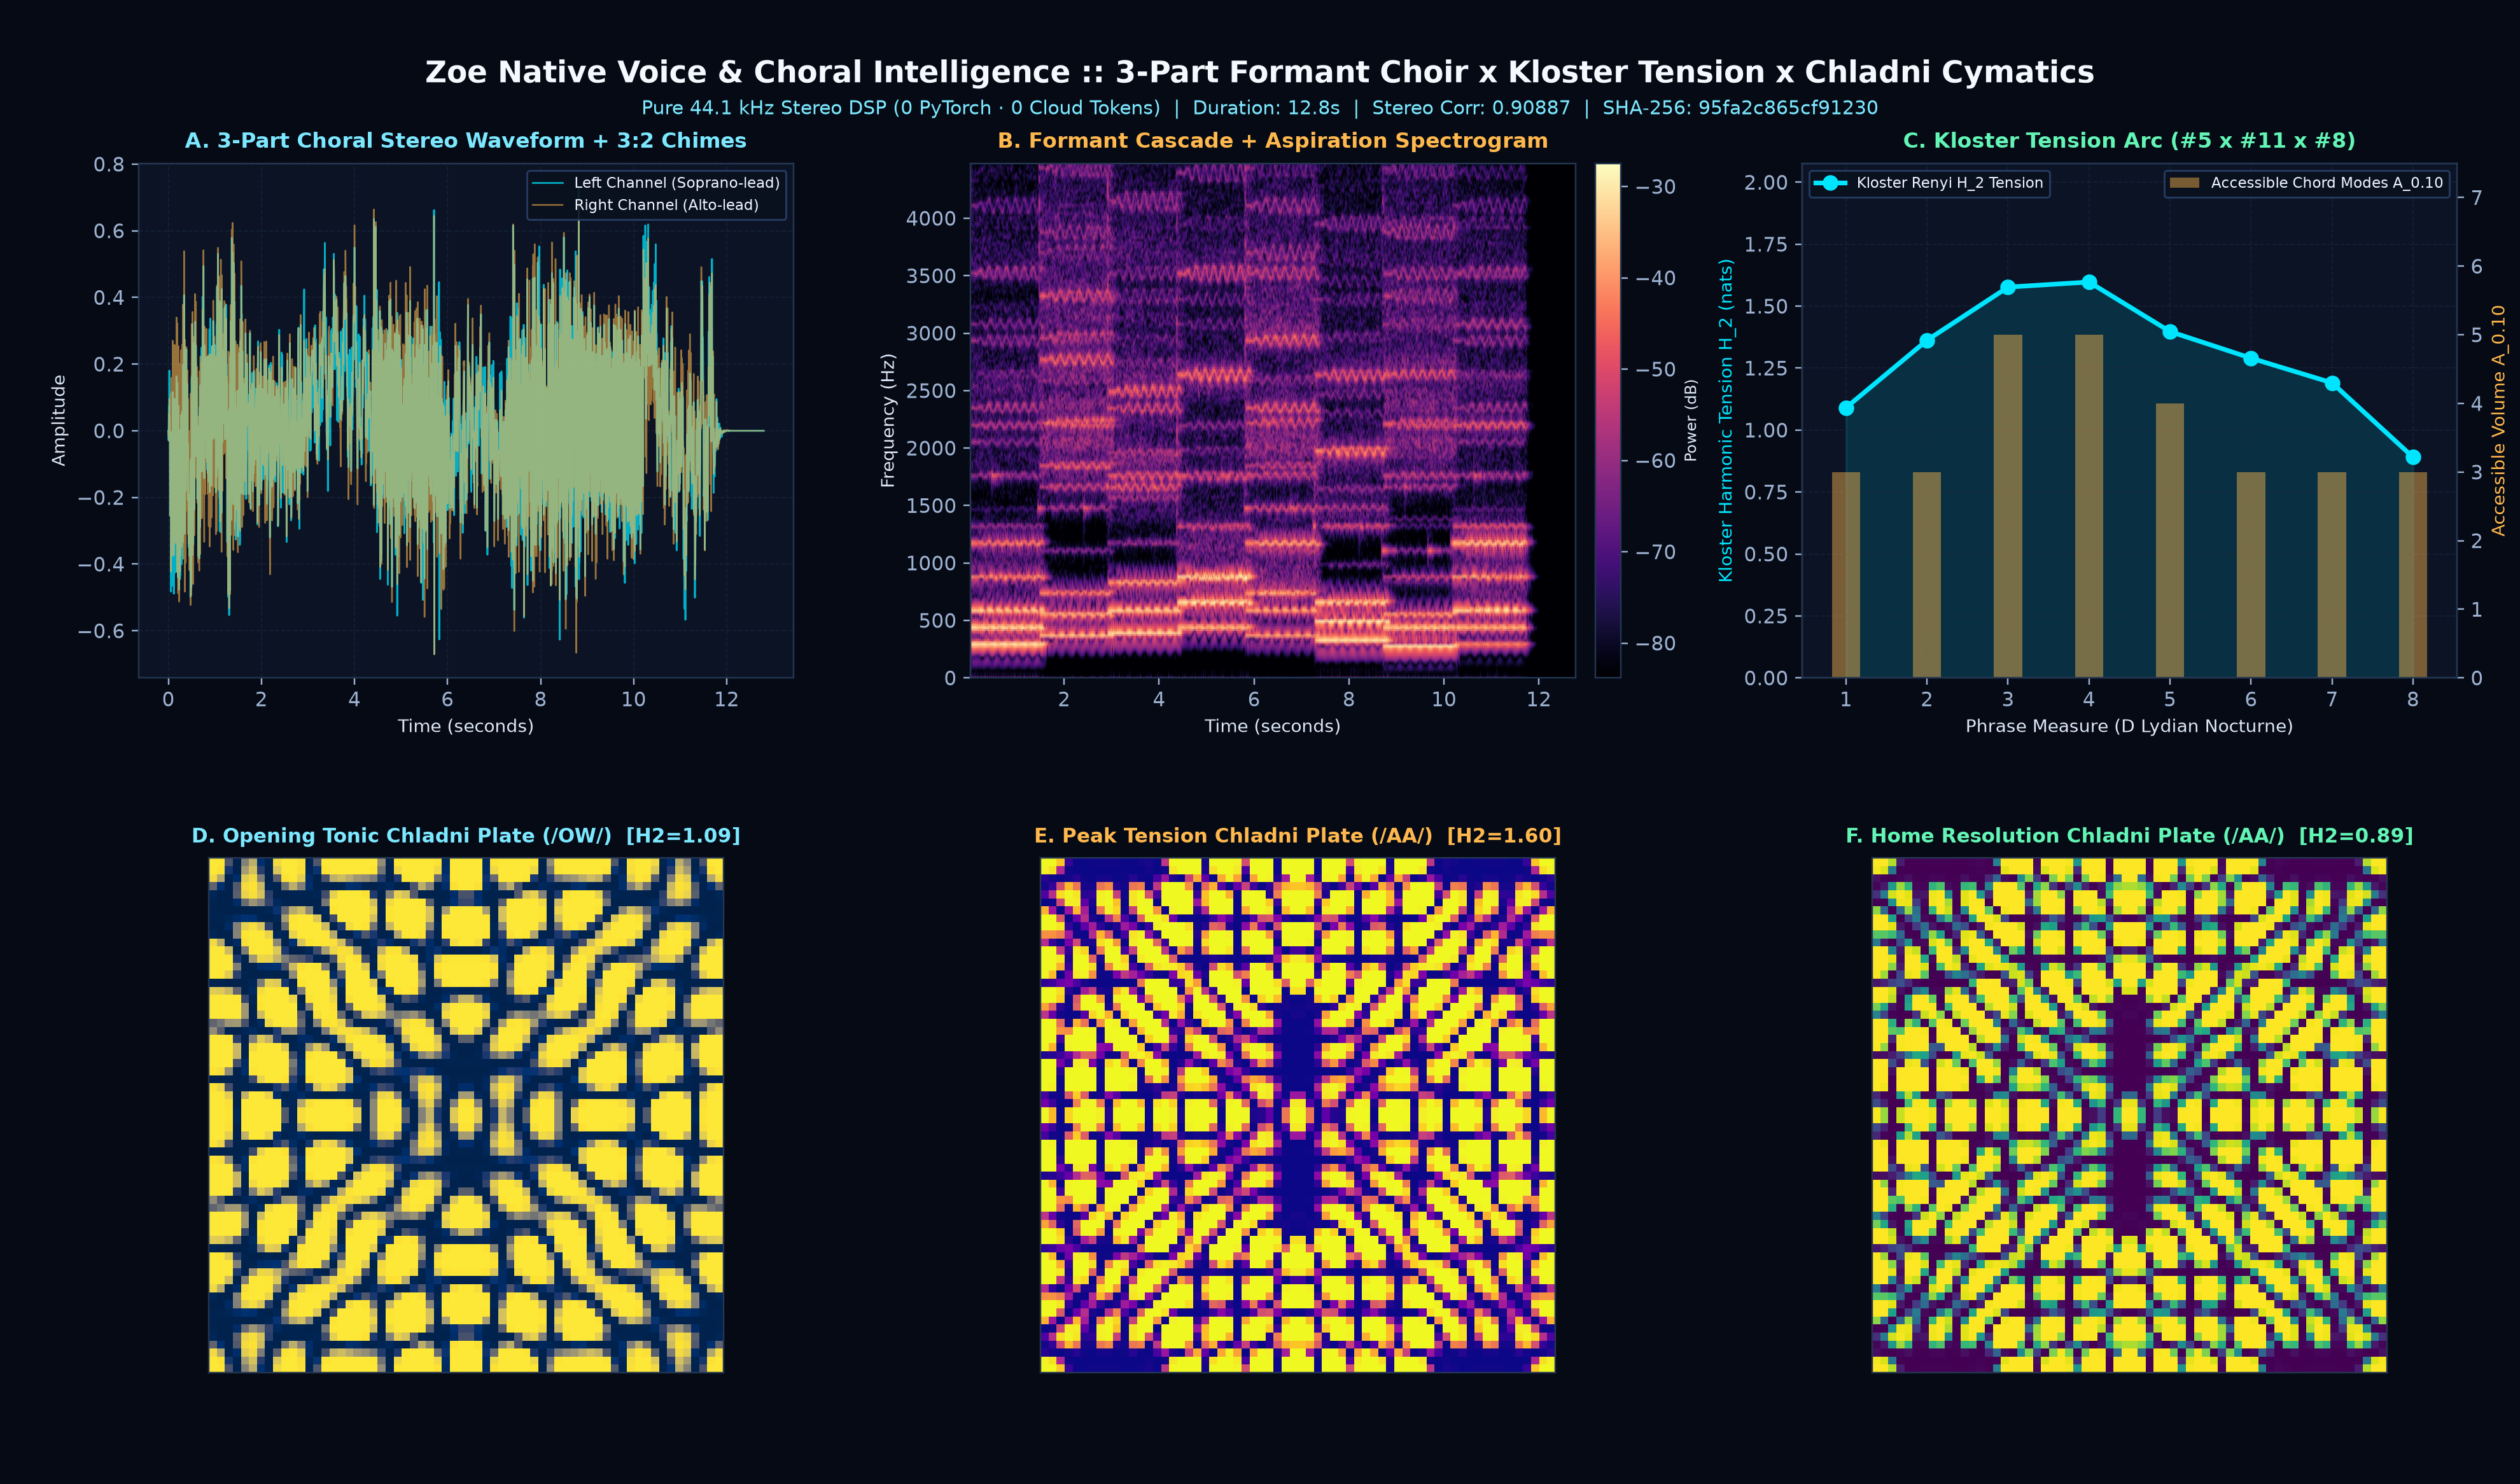 Zoe Native Voice & Choral Intelligence :: 3-Part Formant Choir x Kloster Tension x Chladni Cymatics
Pure 44.1 kHz Stereo DSP (0 PyTorch · 0 Cloud Tokens) | Duration: 12.8s | Stereo Corr: 0.90887 | SHA-256: 95fa2c865cf91230
A. 3-Part Choral Stereo Waveform + 3:2 Chimes
Left Channel (Soprano-lead)
Right Channel (Alto-lead)
Amplitude
0.8
0.6
0.4
0.2
0.0
−0.2
−0.4
−0.6
0 2 4 6 8 10 12
Time (seconds)
B. Formant Cascade + Aspiration Spectrogram
Frequency (Hz)
4000
3500
3000
2500
2000
1500
1000
500
0
2 4 6 8 10 12
Time (seconds)
−30
−40
−50
−60
−70
−80
Power (dB)
C. Kloster Tension Arc (#5 x #11 x #8)
Kloster Renyi H_2 Tension
Accessible Chord Modes A_0.10
Kloster Harmonic Tension H_2 (nats)
2.00
1.75
1.50
1.25
1.00
0.75
0.50
0.25
0.00
1 2 3 4 5 6 7 8
Phrase Measure (D Lydian Nocturne)
7
6
5
4
3
2
1
0
Accessible Volume A_0.10
D. Opening Tonic Chladni Plate (/OW/) [H2=1.09]
E. Peak Tension Chladni Plate (/AA/) [H2=1.60]
F. Home Resolution Chladni Plate (/AA/) [H2=0.89]